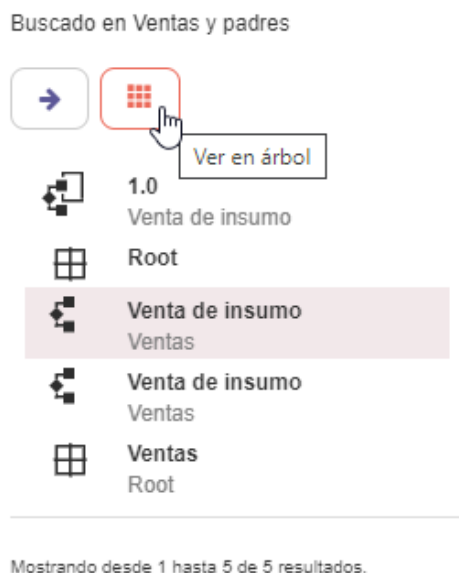 Buscado en Ventas y padres
Ver en árbol
1.0
Venta de insumo
Root
Venta de insumo
Ventas
Venta de insumo
Ventas
Ventas
Root
Mostrando desde 1 hasta 5 de 5 resultados.